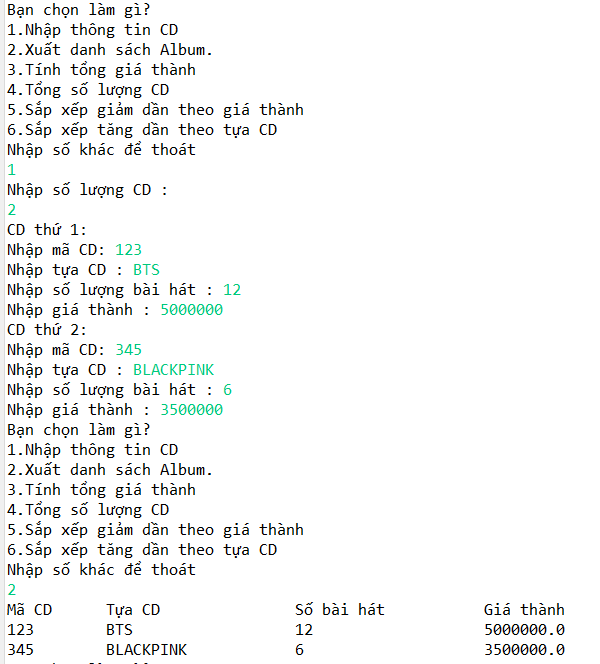 Bạn chọn làm gì?
1.Nhập thông tin CD
2.Xuất danh sách Album.
3.Tính tổng giá thành
4.Tổng số lượng CD
5.Sắp xếp giảm dần theo giá thành
6.Sắp xếp tăng dần theo tựa CD
Nhập số khác để thoát
1
Nhập số lượng CD :
2
CD thứ 1:
Nhập mã CD: 123
Nhập tựa CD : BTS
Nhập số lượng bài hát : 12
Nhập giá thành : 5000000
CD thứ 2:
Nhập mã CD: 345
Nhập tựa CD : BLACKPINK
Nhập số lượng bài hát : 6
Nhập giá thành : 3500000
Bạn chọn làm gì?
1.Nhập thông tin CD
2.Xuất danh sách Album.
3.Tính tổng giá thành
4.Tổng số lượng CD
5.Sắp xếp giảm dần theo giá thành
6.Sắp xếp tăng dần theo tựa CD
Nhập số khác để thoát
2
Mã CD Tựa CD Số bài hát Giá thành
123 BTS 12 5000000.0
345 BLACKPINK 6 3500000.0